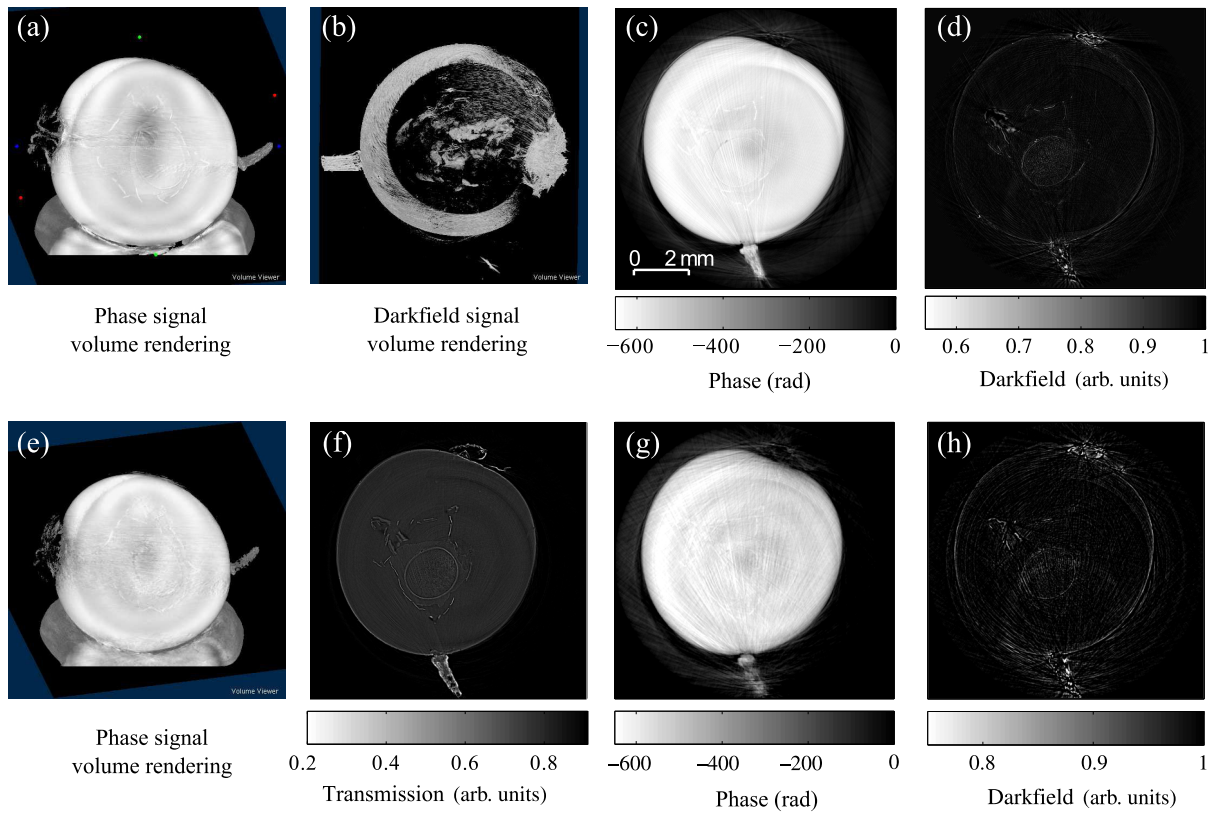 (a)
(b)
(c)
(d)
Volume Viewer
Volume Viewer
0 2 mm
Phase signal
volume rendering
Darkfield signal
volume rendering
−600 −400 −200 0
Phase (rad)
0.6 0.7 0.8 0.9 1
Darkfield (arb. units)
(e)
(f)
(g)
(h)
Volume Viewer
Phase signal
volume rendering
0.2 0.4 0.6 0.8
Transmission (arb. units)
−600 −400 −200 0
Phase (rad)
0.8 0.9 1
Darkfield (arb. units)